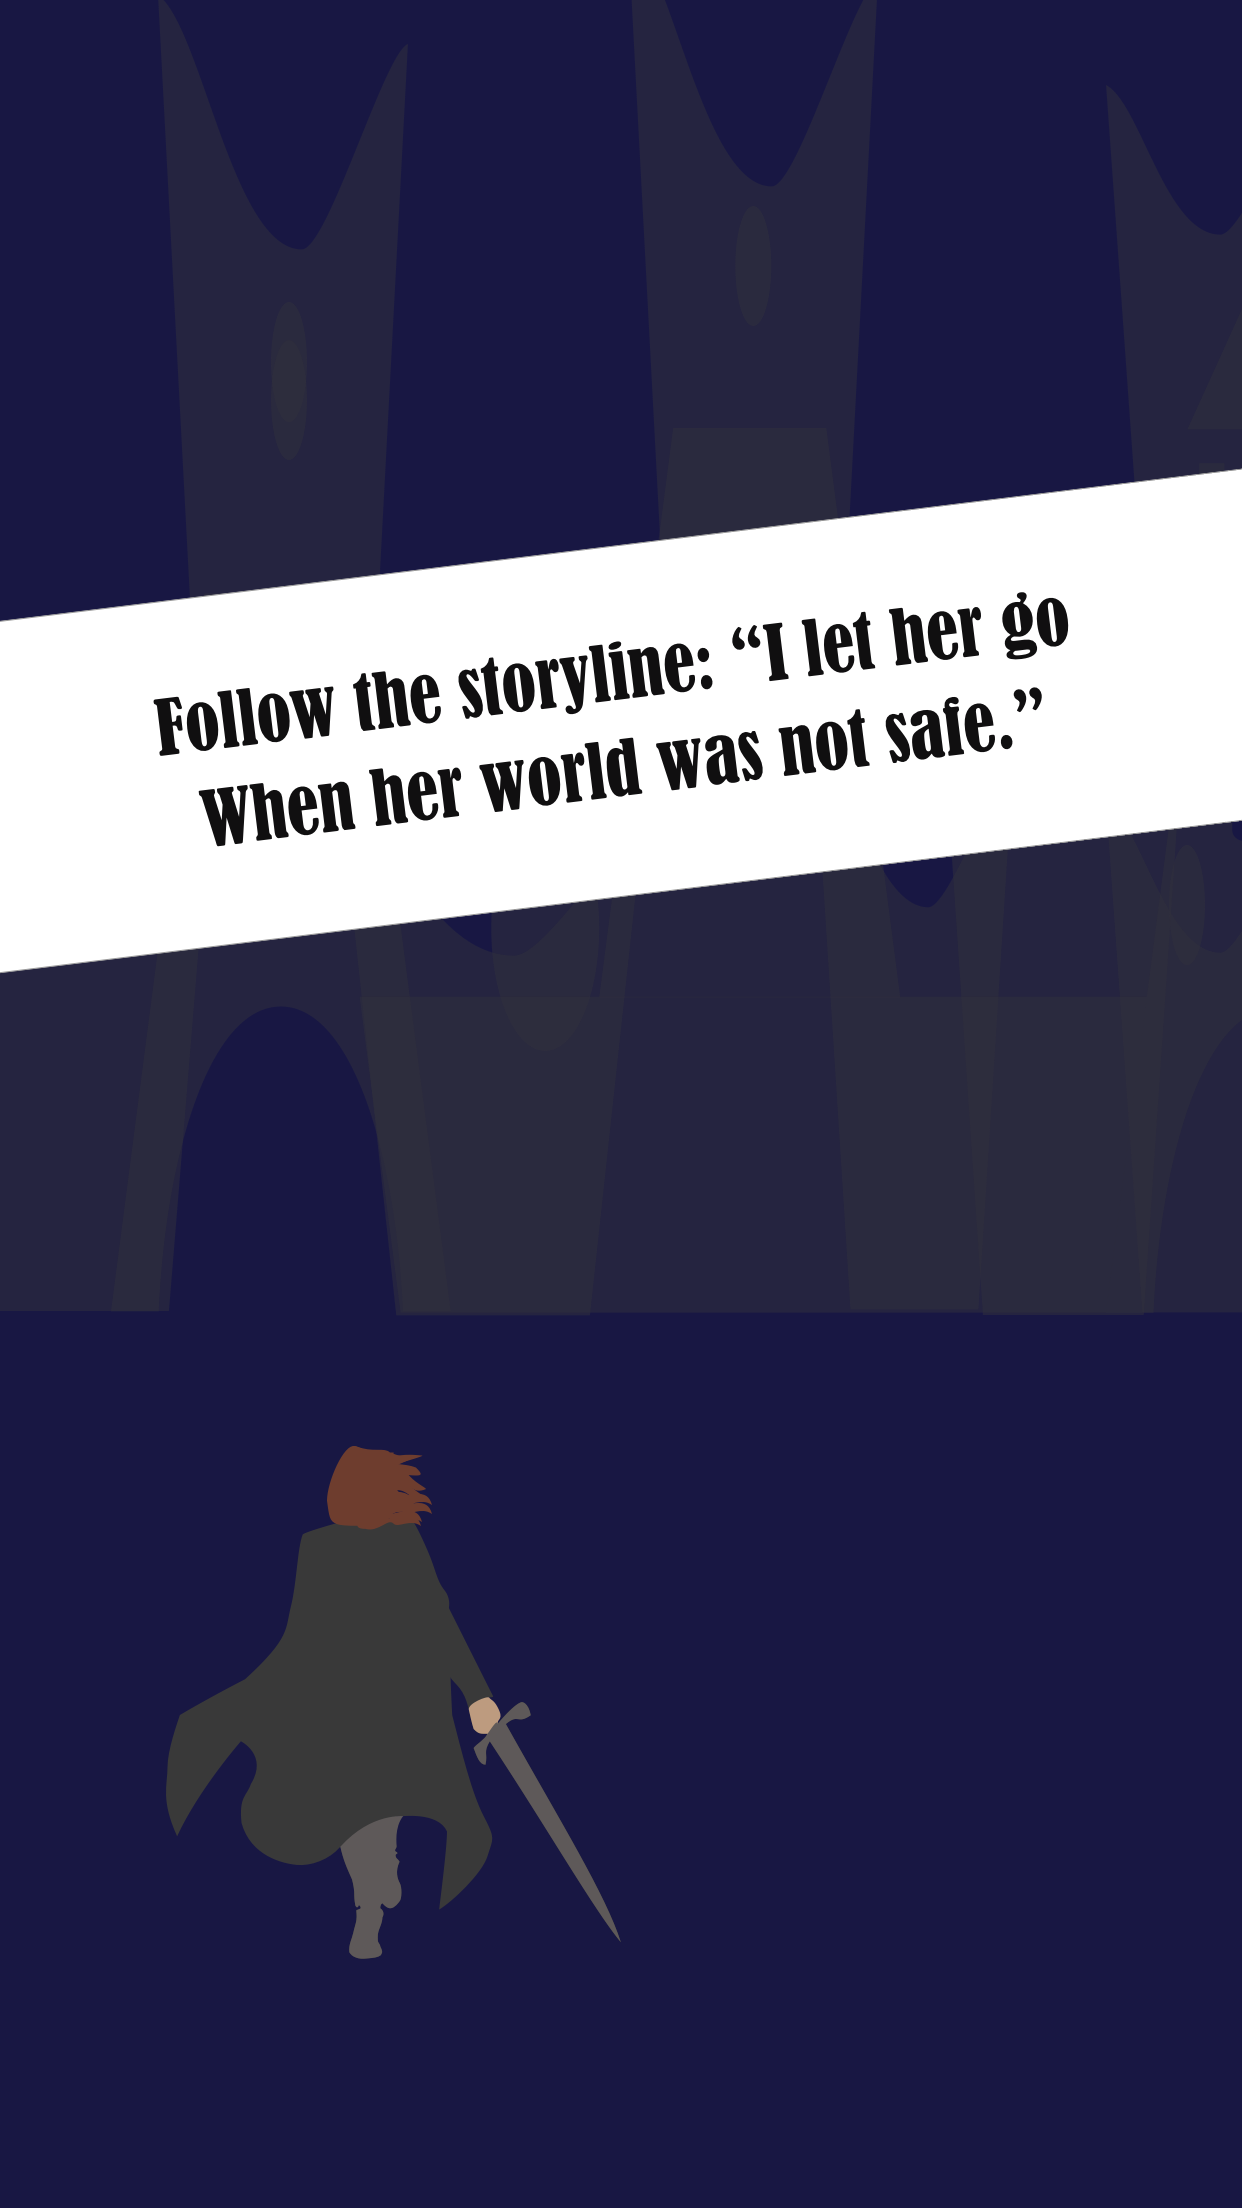 Follow the storyline: “I let her go
When her world was not safe.”